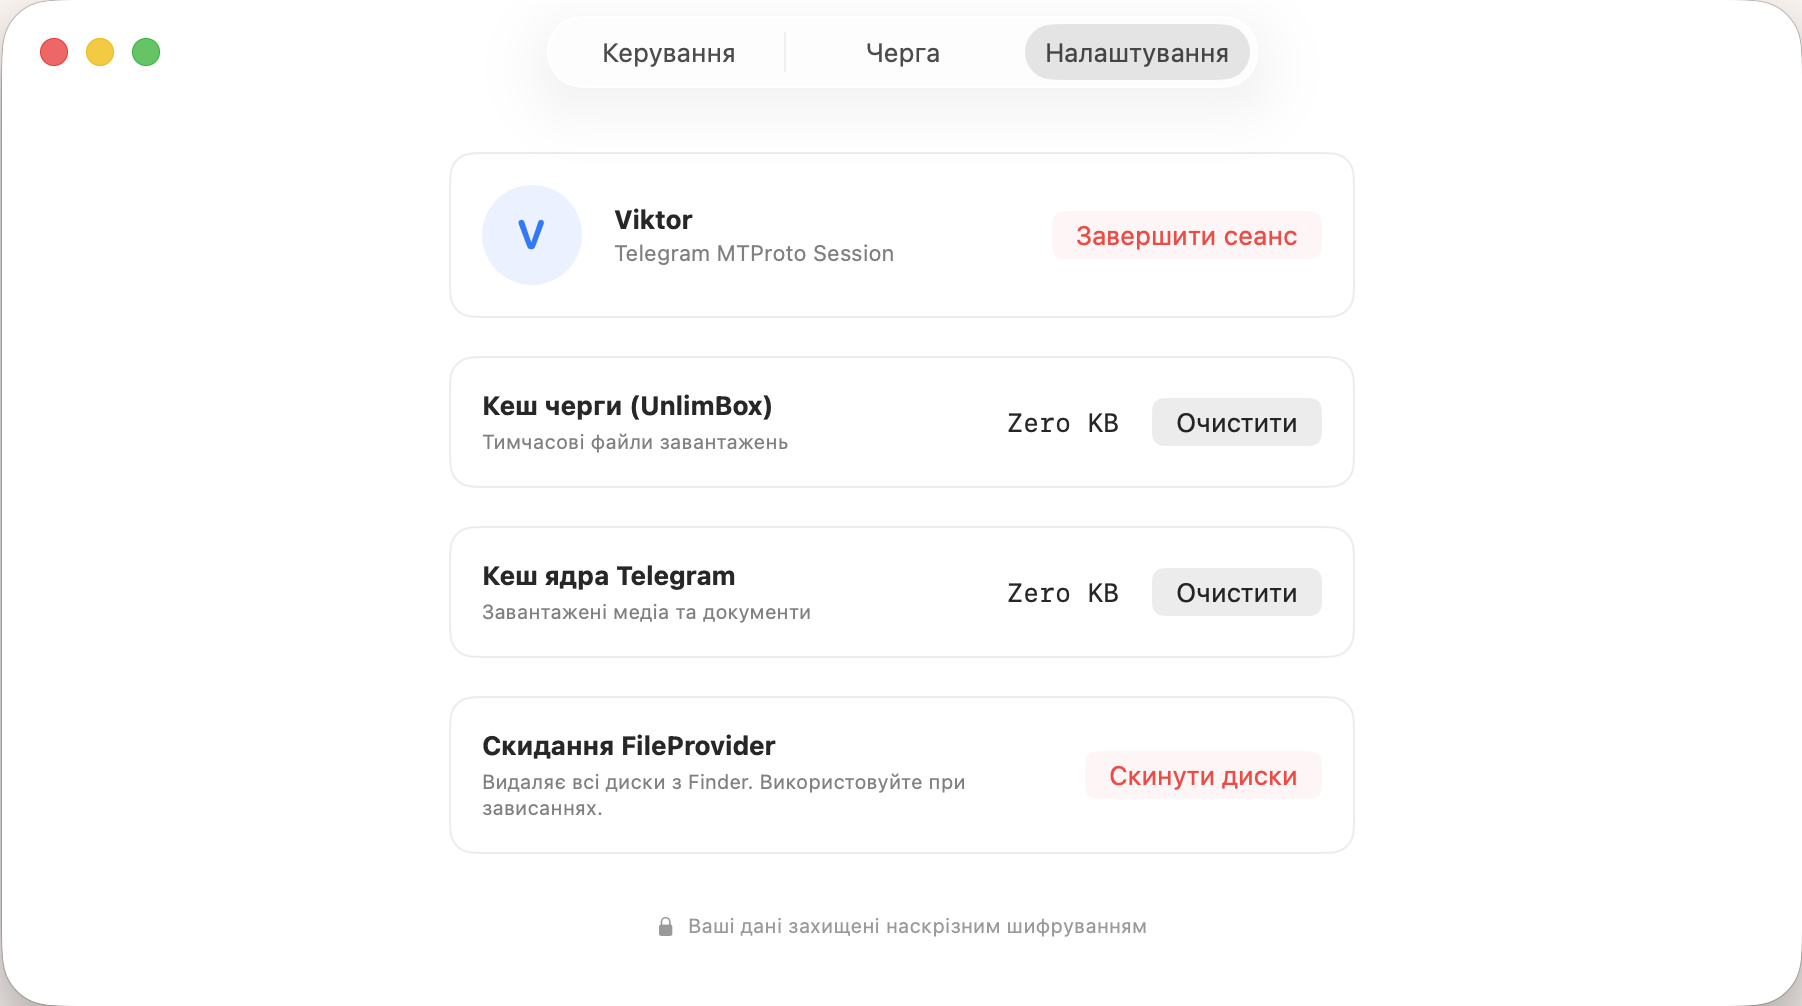 Керування
Черга
Налаштування
V
Viktor
Telegram MTProto Session
Завершити сеанс
Кеш черги (UnlimBox)
Тимчасові файли завантажень
Zero KB
Очистити
Кеш ядра Telegram
Завантажені медіа та документи
Zero KB
Очистити
Скидання FileProvider
Видаляє всі диски з Finder. Використовуйте при
зависаннях.
Скинути диски
Ваші дані захищені наскрізним шифруванням